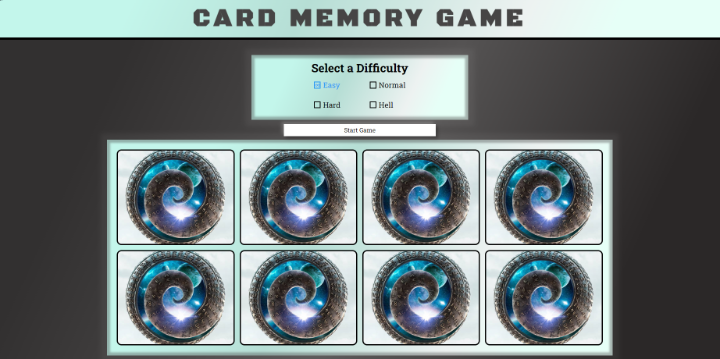 CARD MEMORY GAME
Select a Difficulty
Easy Normal
Hard Hell
Start Game